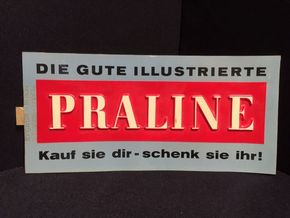 DIE GUTE ILLUSTRIERTE
PRALINE
Kauf sie dir - schenk sie ihr!